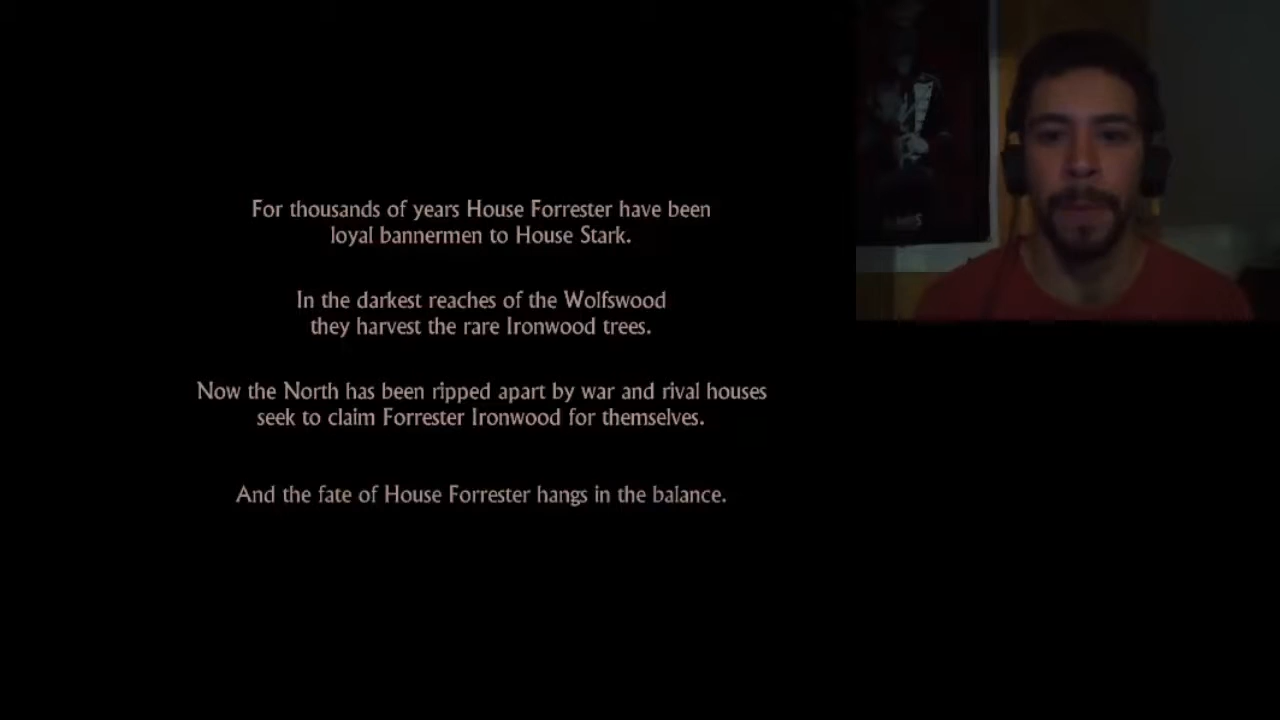 For thousands of years House Forrester have been
loyal bannermen to House Stark.
In the darkest reaches of the Wolfswood
they harvest the rare Ironwood trees.
Now the North has been ripped apart by war and rival houses
seek to claim Forrester Ironwood for themselves.
And the fate of House Forrester hangs in the balance.